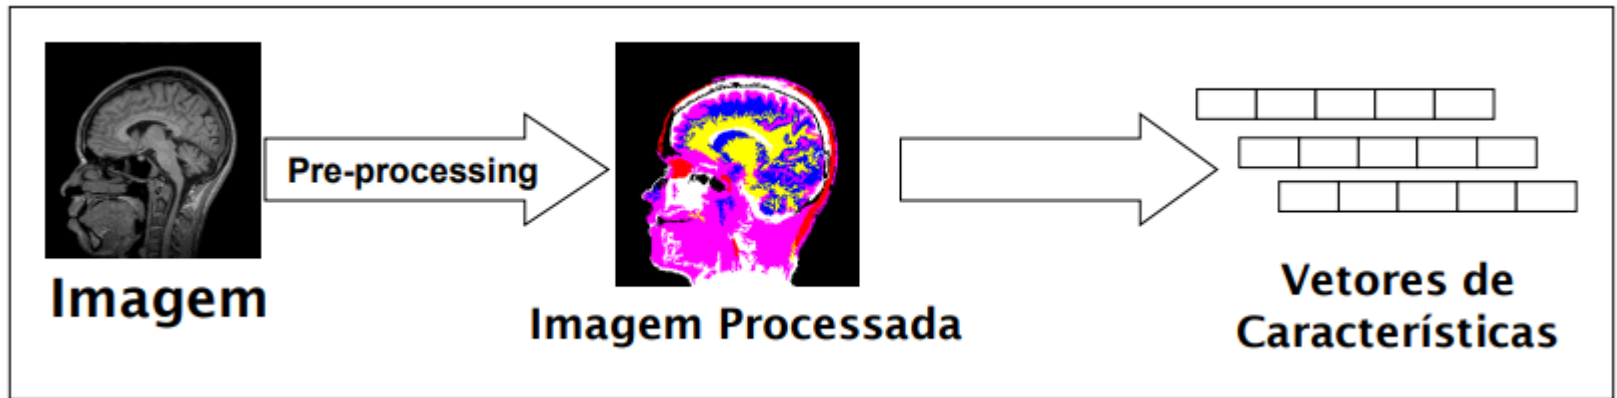 Pre-processing
Imagem
Imagem Processada
Vetores de
Características